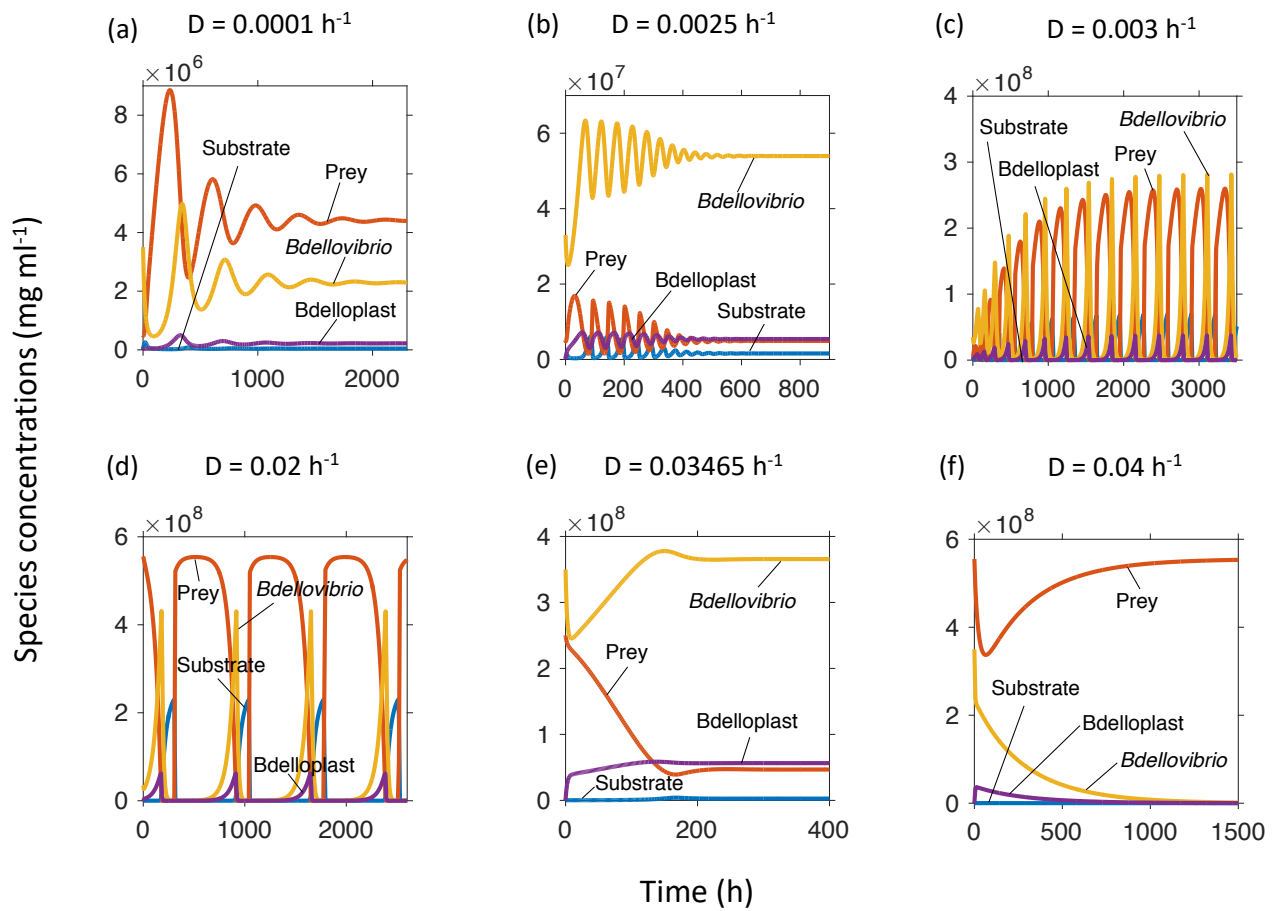 (a) D = 0.0001 h-1
(b) D = 0.0025 h-1
(c) D = 0.003 h-1
× 10^6
8
6
4
2
0
0 1000 2000
Substrate
Prey
Bdellovibrio
Bdelloplast
× 10^7
6
4
2
0
0 200 400 600 800
Bdellovibrio
Prey
Bdelloplast
Substrate
× 10^8
4
3
2
1
0
0 1000 2000 3000
Substrate
Bdellovibrio
Bdelloplast
Prey
(d) D = 0.02 h-1
(e) D = 0.03465 h-1
(f) D = 0.04 h-1
× 10^8
6
4
2
0
0 1000 2000
Prey
Bdellovibrio
Substrate
Bdelloplast
× 10^8
4
3
2
1
0
0 200 400
Bdellovibrio
Prey
Bdelloplast
Substrate
× 10^8
6
4
2
0
0 500 1000 1500
Prey
Substrate
Bdelloplast
Bdellovibrio
Species concentrations (mg ml-1)
Time (h)